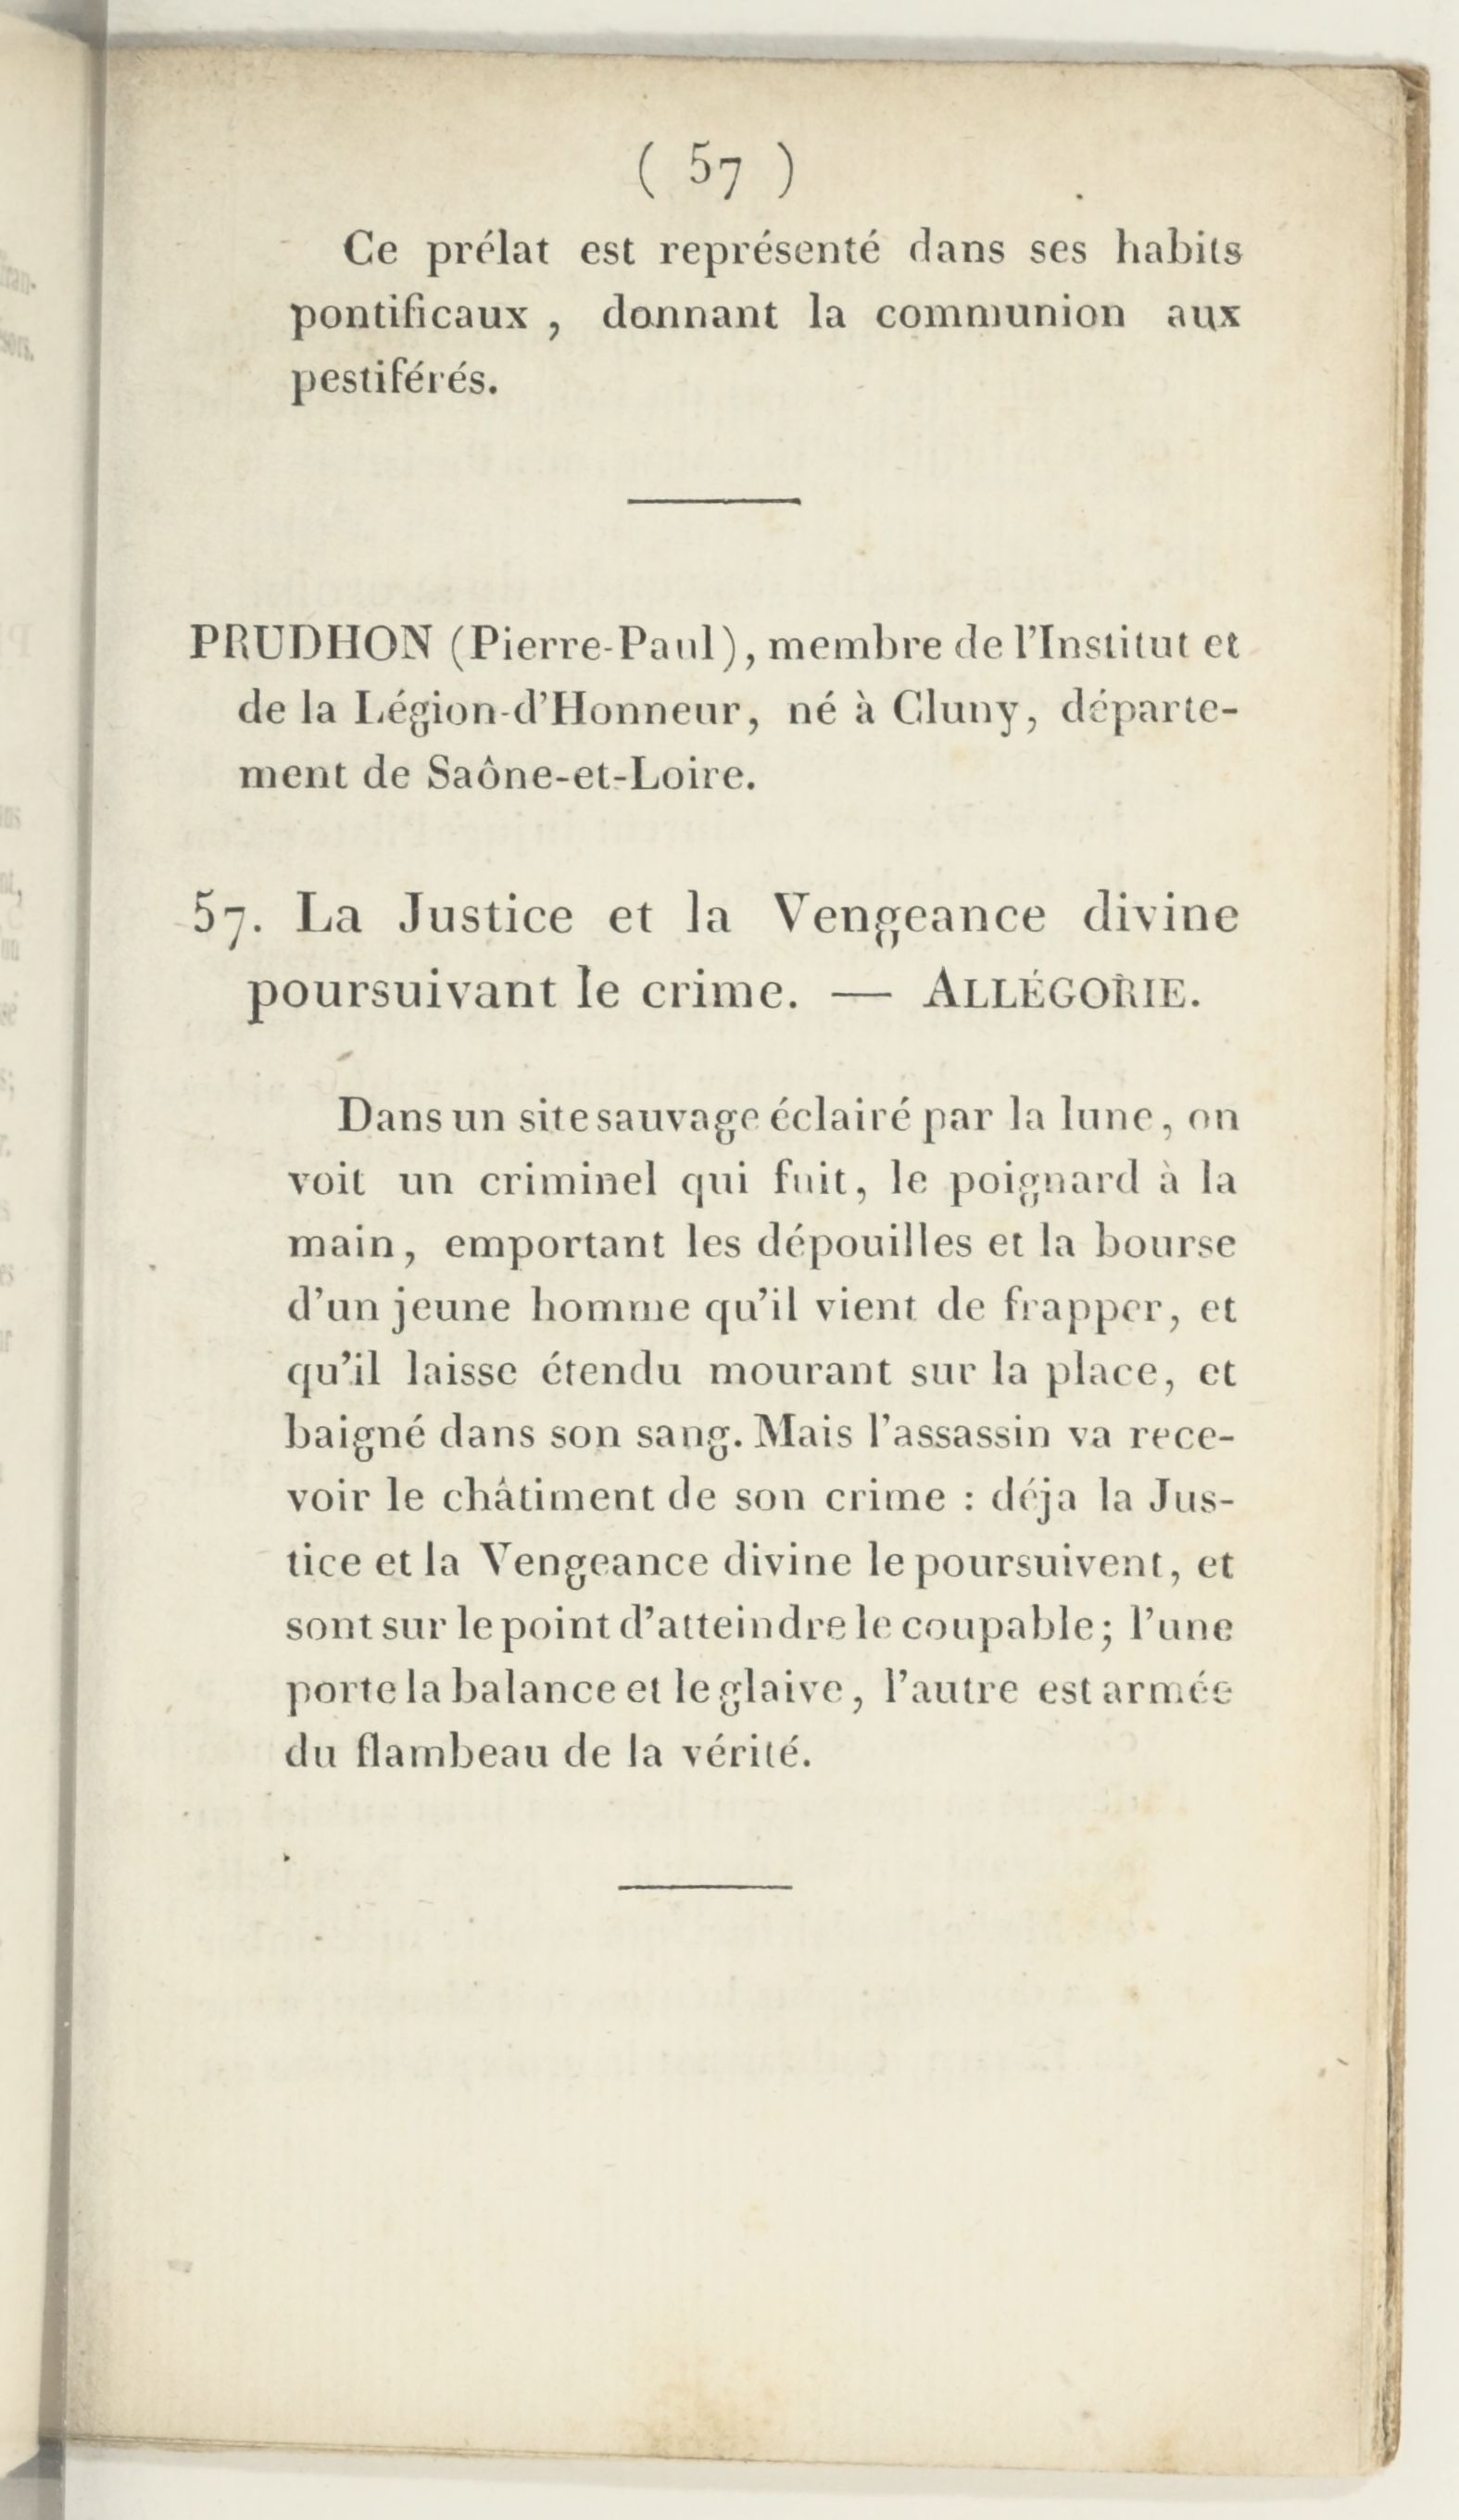 ( 57 )
Ce prélat est représenté dans ses habits
pontificaux , donnant la communion aux
pestiférés.
PRUDHON (Pierre-Paul), membre de l'Institut et
de la Légion-d'Honneur, né à Cluny, départe-
ment de Saône-et-Loire.
57. La Justice et la Vengeance divine
poursuivant le crime. — ALLÉGORIE.
Dans un site sauvage éclairé par la lune, on
voit un criminel qui fuit, le poignard à la
main, emportant les dépouilles et la bourse
d'un jeune homme qu'il vient de frapper, et
qu'il laisse étendu mourant sur la place, et
baigné dans son sang. Mais l'assassin va rece-
voir le châtiment de son crime : déja la Jus-
tice et la Vengeance divine le poursuivent, et
sont sur le point d'atteindre le coupable; l'une
porte la balance et le glaive, l'autre est armée
du flambeau de la vérité.